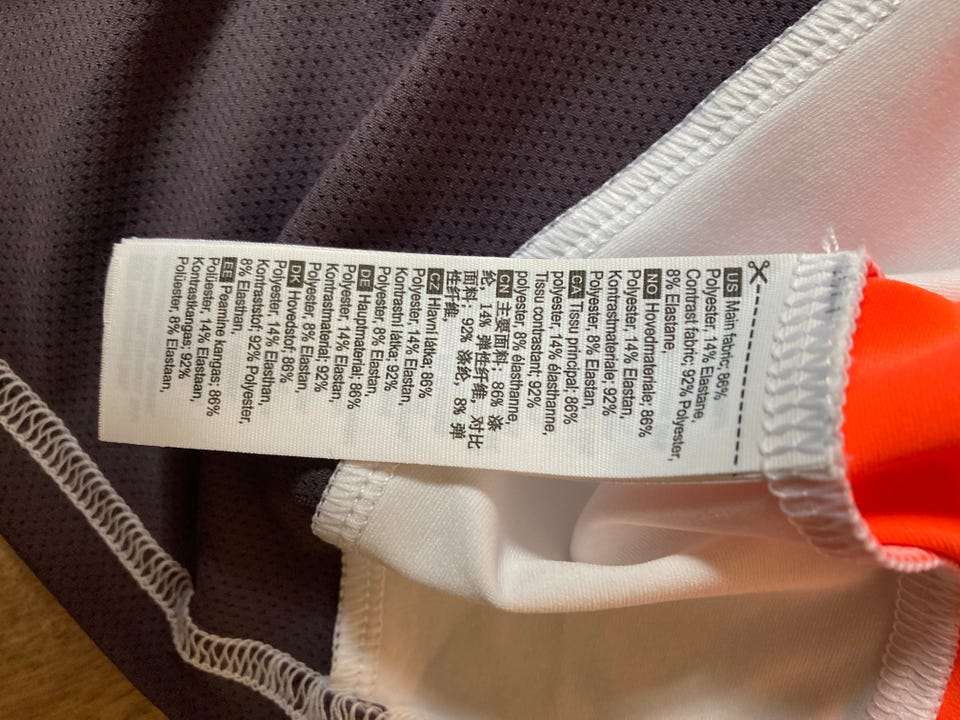 US Main fabric; 86%
Polyester, 14% Elastane,
Contrast fabric; 92% Polyester,
8% Elastane,
NO Hovedmateriale; 86%
Polyester, 14% Elastan,
Kontrastmateriale; 92%
Polyester, 8% Elastan,
CA Tissu principal; 86%
Polyester, 14% élasthanne,
Tissu contrastant; 92%
polyester, 8% élasthanne,
CN 主要面料; 86% 涤
纶, 14% 弹性纤维, 对比
面料; 92% 涤纶, 8% 弹
性纤维,
CZ Hlavní látka; 86%
Polyester, 14% Elastan,
Kontrastní látka; 92%
Polyester, 8% Elastan,
DE Hauptmaterial; 86%
Polyester, 14% Elastan,
Kontrastmaterial; 92%
Polyester, 8% Elastan,
DK Hovedstof; 86%
Polyester, 14% Elasthan,
Kontraststof; 92% Polyester,
8% Elasthan,
EE Peamine kangas; 86%
Polüester, 14% Elastaan,
Kontrastkangas; 92%
Polüester, 8% Elastaan,